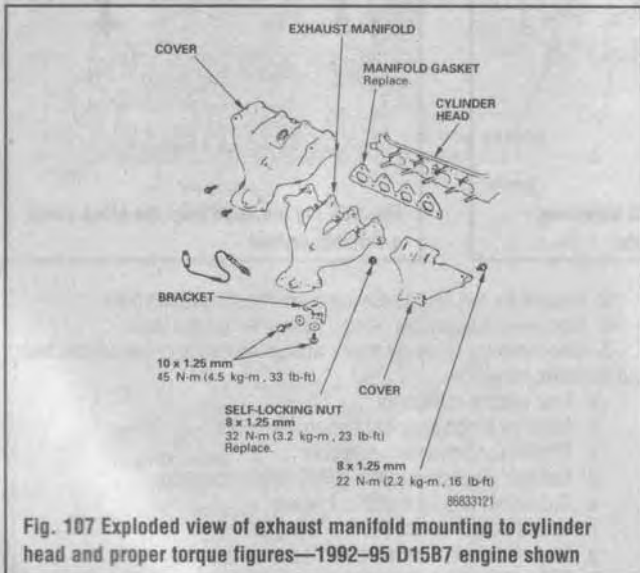 EXHAUST MANIFOLD
COVER
MANIFOLD GASKET
Replace.
CYLINDER
HEAD
BRACKET
10 x 1.25 mm
45 N-m (4.5 kg-m , 33 lb-ft)
COVER
SELF-LOCKING NUT
8 x 1.25 mm
32 N-m (3.2 kg-m , 23 lb-ft)
Replace.
8 x 1.25 mm
22 N-m (2.2 kg-m , 16 lb-ft)
86833121
Fig. 107 Exploded view of exhaust manifold mounting to cylinder
head and proper torque figures—1992–95 D15B7 engine shown